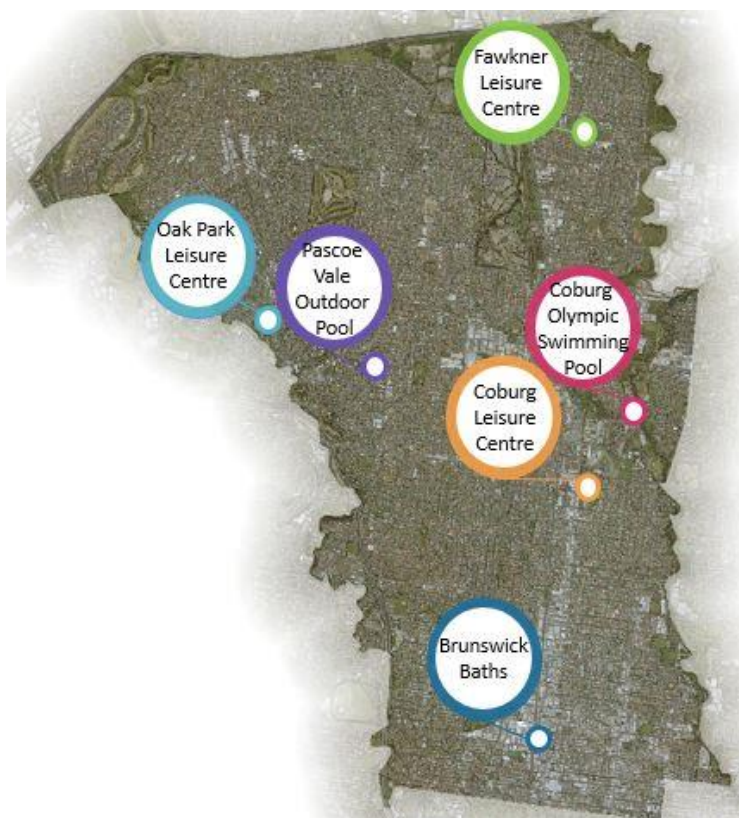 Fawkner
Leisure
Centre
Oak Park
Leisure
Centre
Pascoe
Vale
Outdoor
Pool
Coburg
Olympic
Swimming
Pool
Coburg
Leisure
Centre
Brunswick
Baths